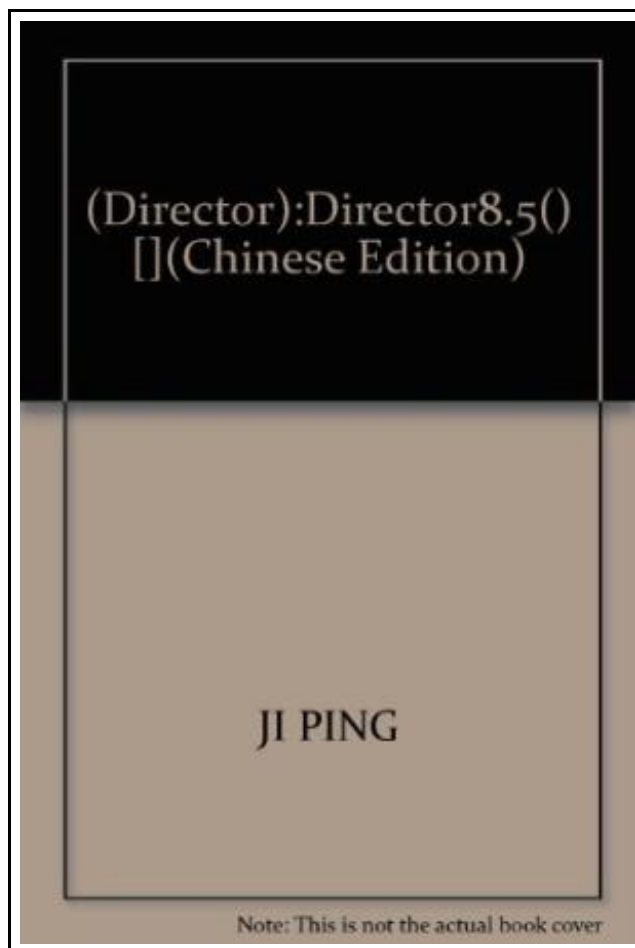 (Director):Director8.5()
[](Chinese Edition)
JI PING
Note: This is not the actual book cover